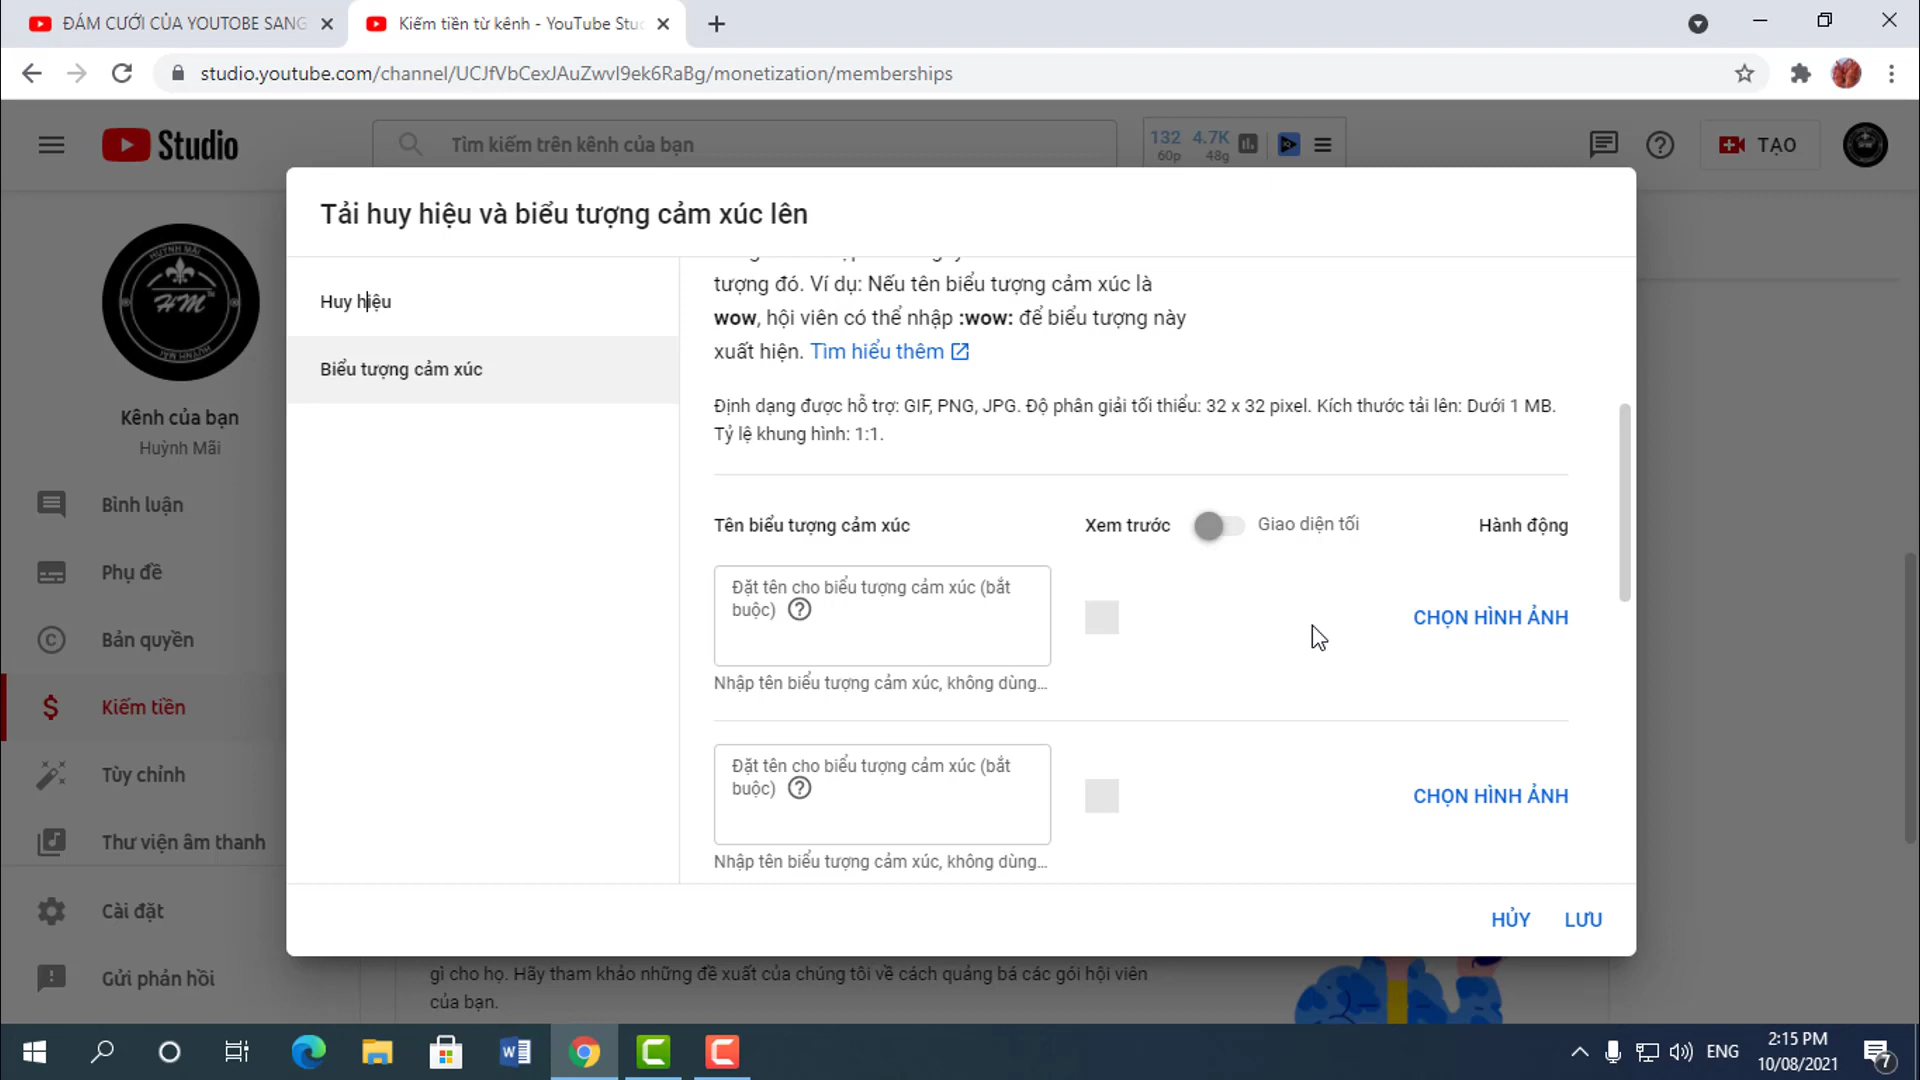 ĐÁM CƯỚI CỦA YOUTOBE SANG
Kiếm tiền từ kênh - YouTube Stu
studio.youtube.com/channel/UCJfVbCexJAuZwvI9ek6RaBg/monetization/memberships
Studio
Tìm kiếm trên kênh của bạn
132 4.7K
60p 48g
TẠO
Tải huy hiệu và biểu tượng cảm xúc lên
HUỲNH MÃI
HM
HUỲNH MÃI
Kênh của bạn
Huỳnh Mãi
Bình luận
Phụ đề
Bản quyền
Kiếm tiền
Tùy chỉnh
Thư viện âm thanh
Cài đặt
Gửi phản hồi
Huy hiệu
Biểu tượng cảm xúc
tượng đó. Ví dụ: Nếu tên biểu tượng cảm xúc là
wow, hội viên có thể nhập :wow: để biểu tượng này
xuất hiện. Tìm hiểu thêm
Định dạng được hỗ trợ: GIF, PNG, JPG. Độ phân giải tối thiểu: 32 x 32 pixel. Kích thước tải lên: Dưới 1 MB.
Tỷ lệ khung hình: 1:1.
Tên biểu tượng cảm xúc Xem trước Giao diện tối Hành động
Đặt tên cho biểu tượng cảm xúc (bắt
buộc)
CHỌN HÌNH ẢNH
Nhập tên biểu tượng cảm xúc, không dùng...
Đặt tên cho biểu tượng cảm xúc (bắt
buộc)
CHỌN HÌNH ẢNH
Nhập tên biểu tượng cảm xúc, không dùng...
HỦY LƯU
gì cho họ. Hãy tham khảo những đề xuất của chúng tôi về cách quảng bá các gói hội viên
của bạn.
ENG
2:15 PM
10/08/2021
7